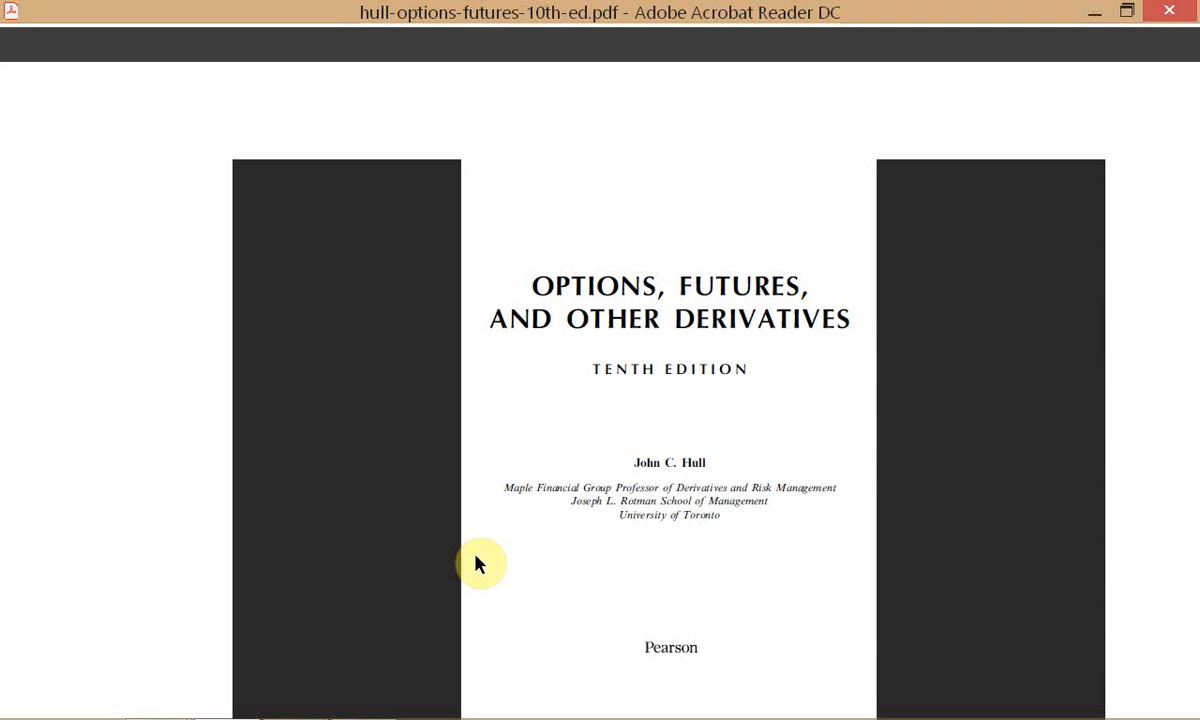 hull-options-futures-10th-ed.pdf - Adobe Acrobat Reader DC
OPTIONS, FUTURES,
AND OTHER DERIVATIVES
TENTH EDITION
John C. Hull
Maple Financial Group Professor of Derivatives and Risk Management
Joseph L. Rotman School of Management
University of Toronto
Pearson